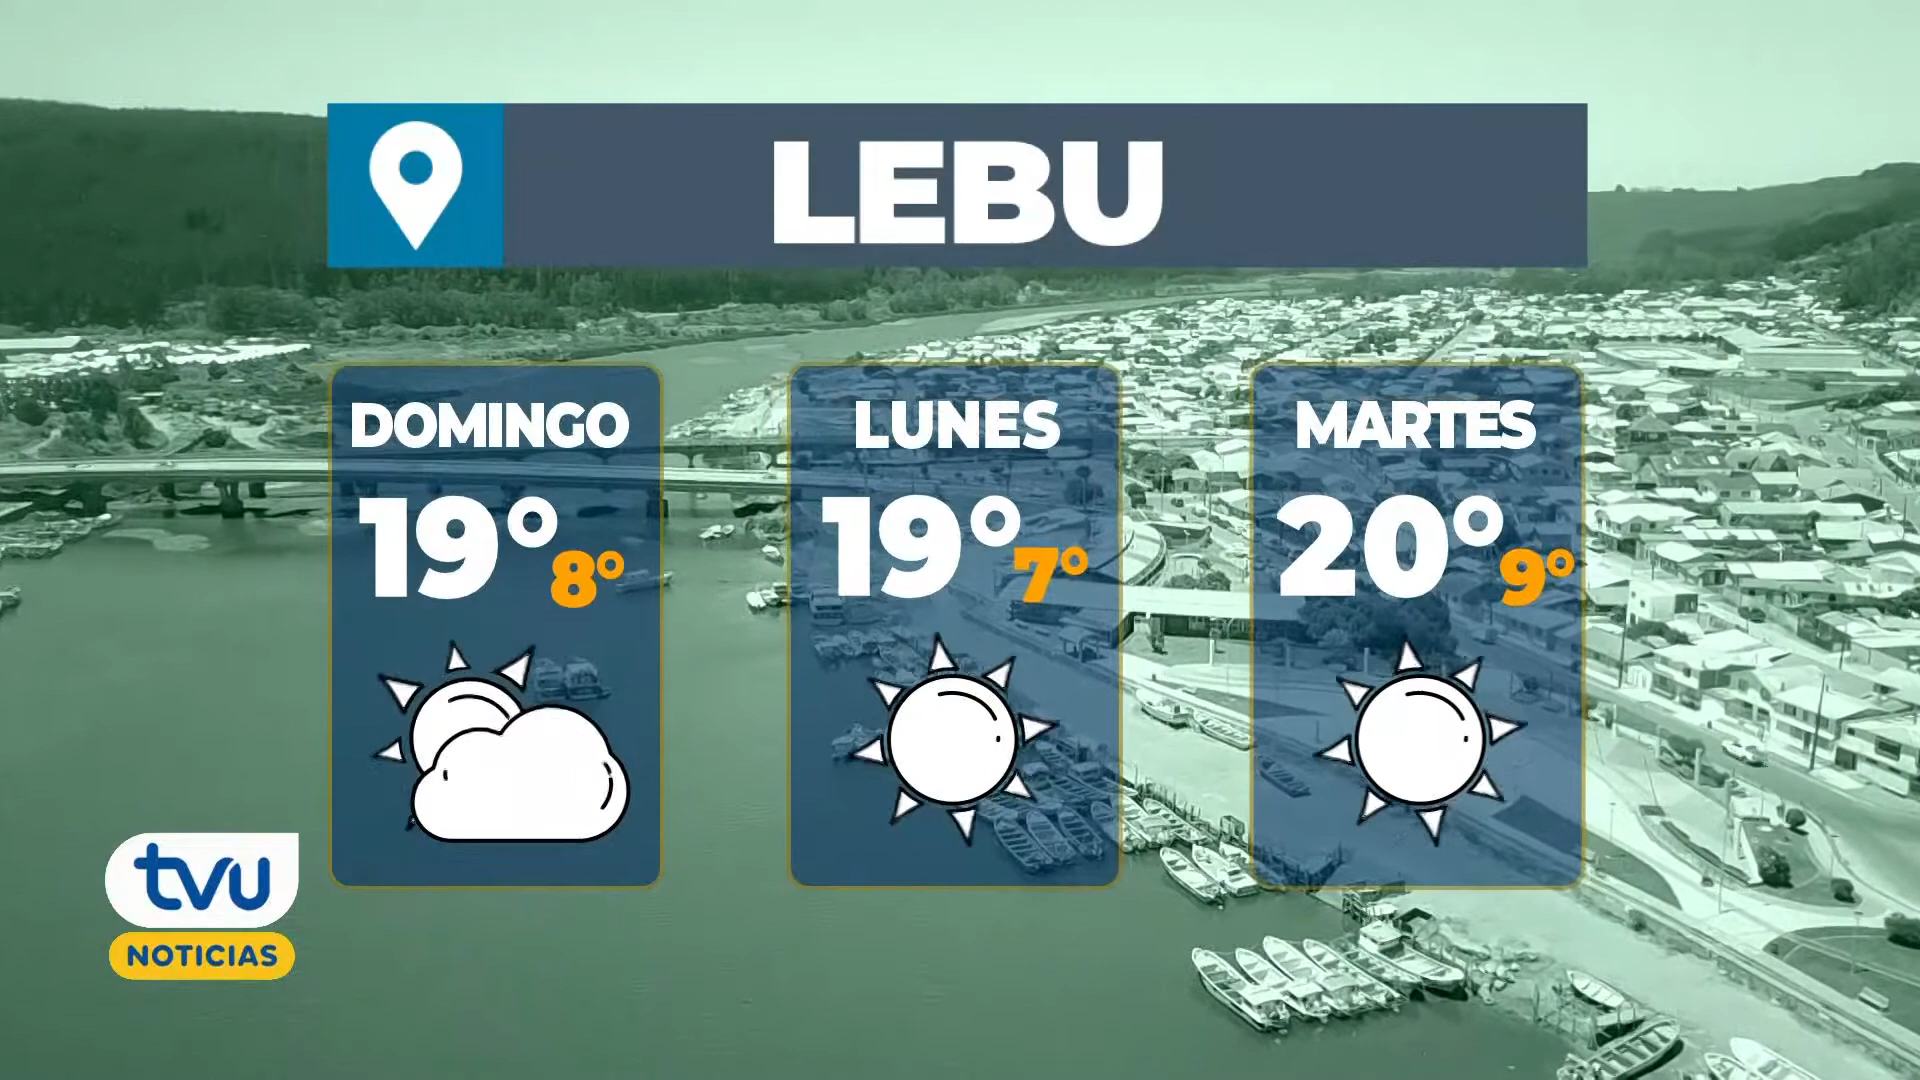 LEBU
DOMINGO
19° 8°
LUNES
19° 7°
MARTES
20° 9°
tvu
NOTICIAS